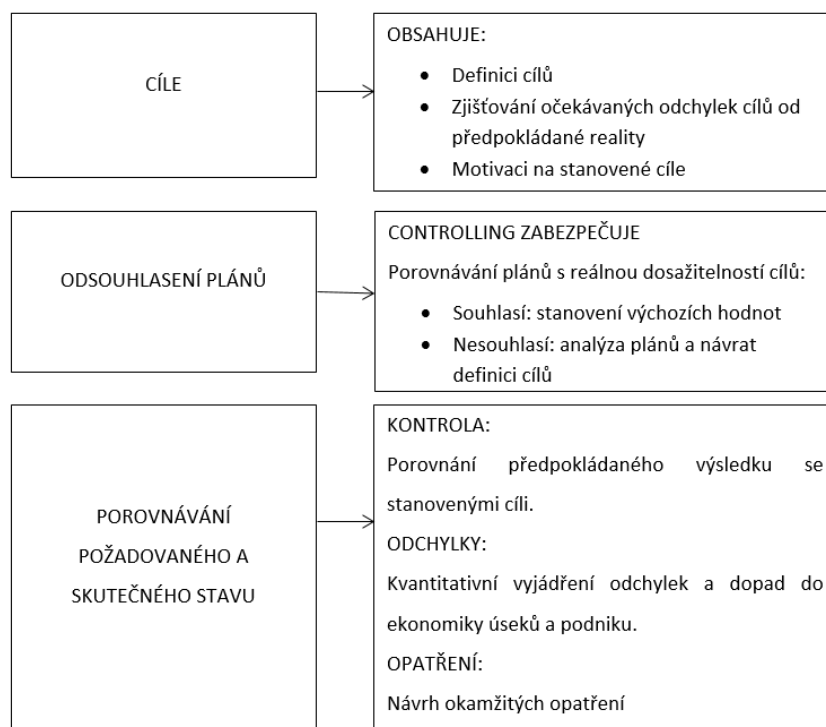 CÍLE
OBSAHUJE:
• Definici cílů
• Zjišťování očekávaných odchylek cílů od
předpokládané reality
• Motivaci na stanovené cíle
ODSOUHLASENÍ PLÁNŮ
CONTROLLING ZABEZPEČUJE
Porovnávání plánů s reálnou dosažitelností cílů:
• Souhlasí: stanovení výchozích hodnot
• Nesouhlasí: analýza plánů a návrat
definici cílů
POROVNÁVÁNÍ
POŽADOVANÉHO A
SKUTEČNÉHO STAVU
KONTROLA:
Porovnání předpokládaného výsledku se
stanovenými cíli.
ODCHYLKY:
Kvantitativní vyjádření odchylek a dopad do
ekonomiky úseků a podniku.
OPATŘENÍ:
Návrh okamžitých opatření